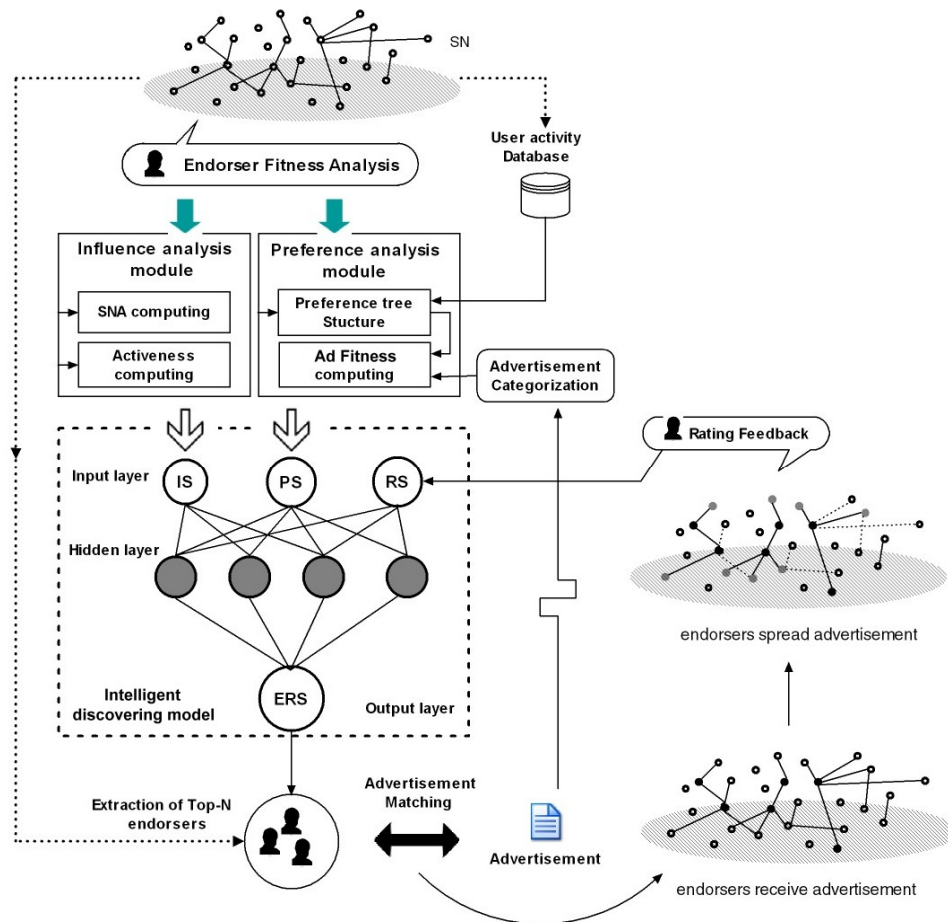 SN
User activity
Database
Endorser Fitness Analysis
Influence analysis
module
Preference analysis
module
SNA computing
Preference tree
Stucture
Activeness
computing
Ad Fitness
computing
Advertisement
Categorization
Rating Feedback
Input layer
IS
PS
RS
Hidden layer
endorsers spread advertisement
ERS
Intelligent
discovering model
Output layer
Extraction of Top-N
endorsers
Advertisement
Matching
Advertisement
endorsers receive advertisement